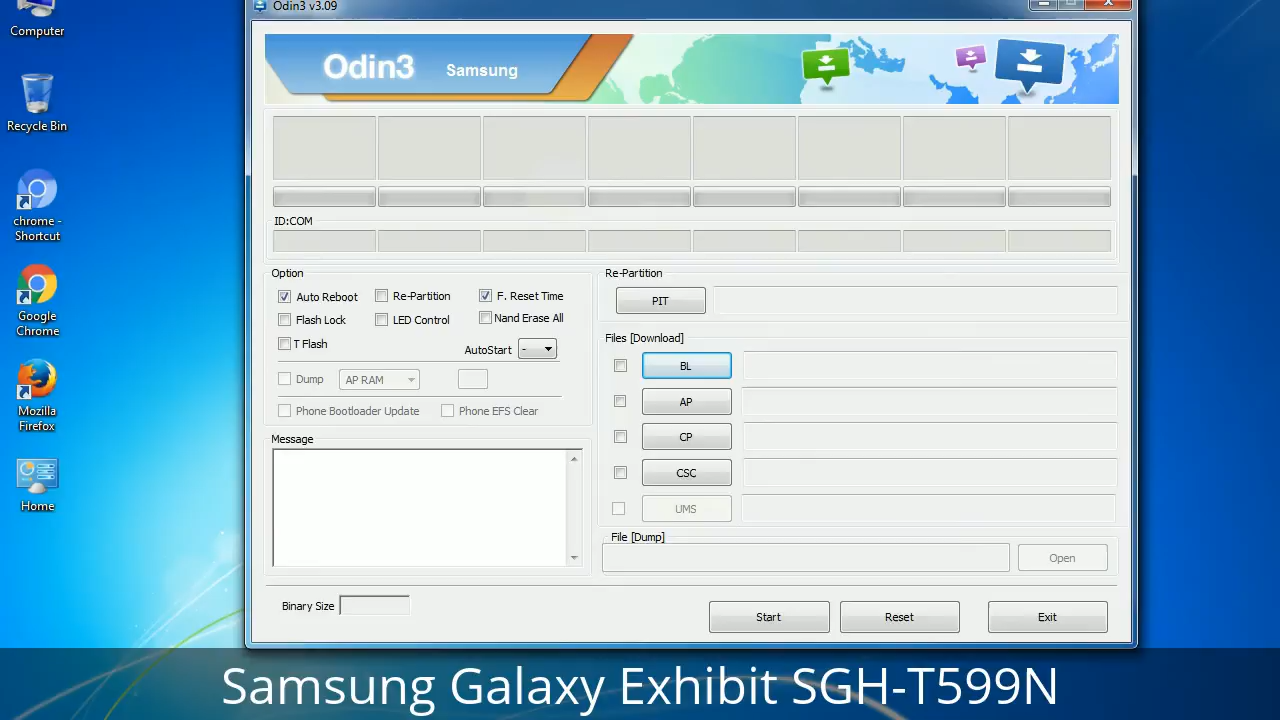 Computer
Recycle Bin
chrome -
Shortcut
Google
Chrome
Mozilla
Firefox
Home
Odin3 v3.09
Odin3 Samsung
ID:COM
Option
Auto Reboot Re-Partition F. Reset Time
Flash Lock LED Control Nand Erase All
T Flash
AutoStart -
Dump AP RAM
Phone Bootloader Update Phone EFS Clear
Message
Re-Partition
PIT
Files [Download]
BL
AP
CP
CSC
UMS
File [Dump]
Open
Binary Size
Start Reset Exit
Samsung Galaxy Exhibit SGH-T599N